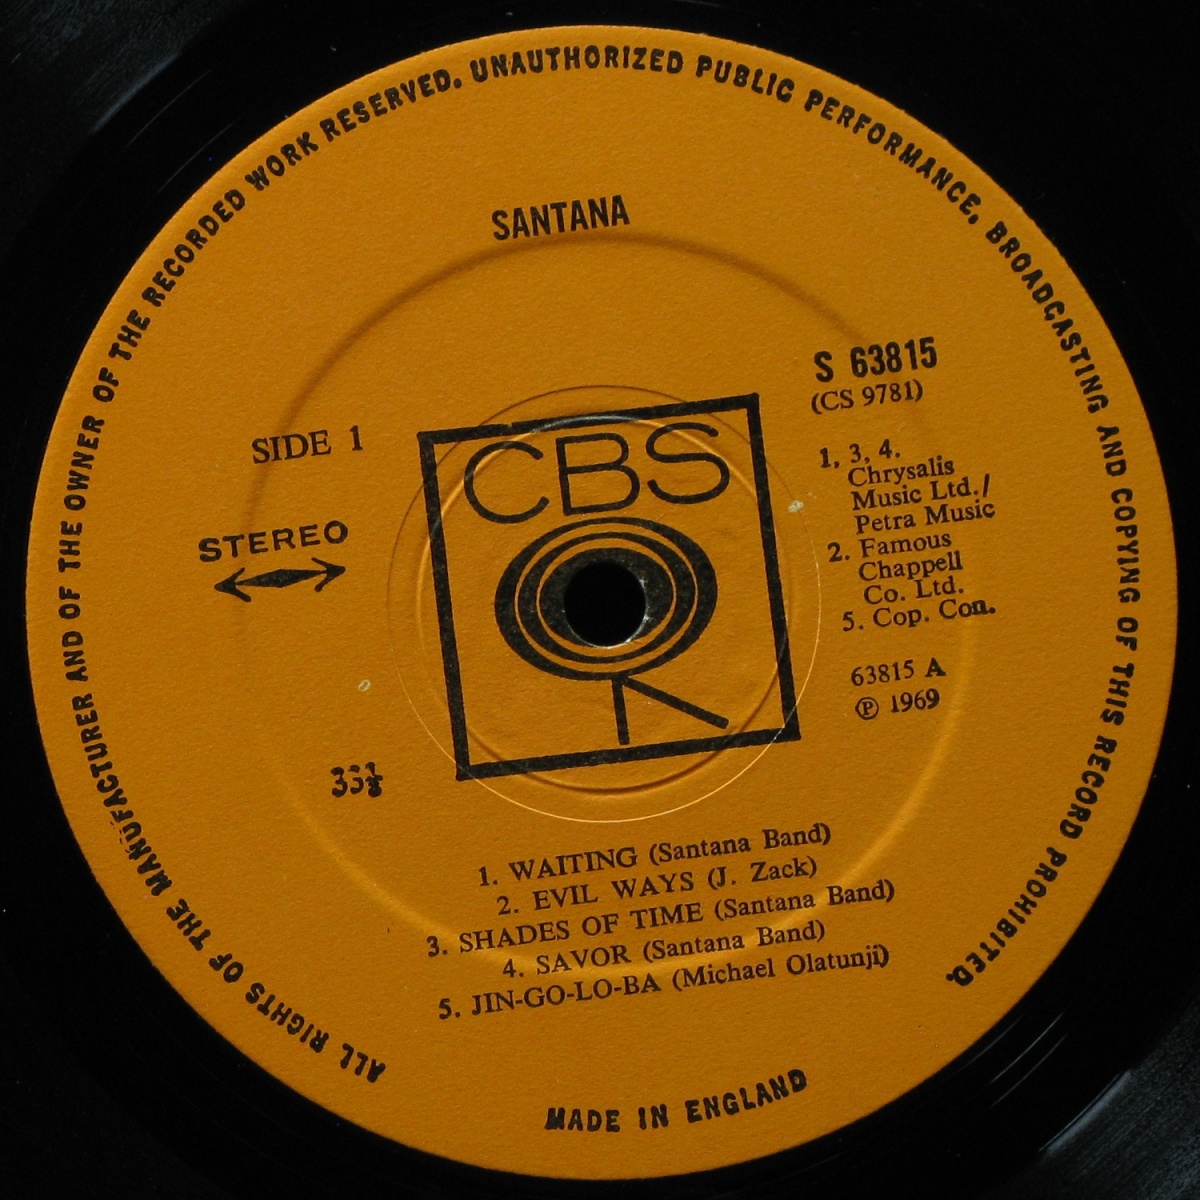 ALL RIGHTS OF THE MANUFACTURER AND OF THE OWNER OF THE RECORDED WORK RESERVED. UNAUTHORIZED PUBLIC PERFORMANCE, BROADCASTING AND COPYING OF THIS RECORD PROHIBITED.
SANTANA
S 63815
(CS 9781)
SIDE 1
STEREO
CBS
1, 3, 4.
Chrysalis
Music Ltd./
Petra Music
2. Famous
Chappell
Co. Ltd.
5. Cop. Con.
63815 A
Ⓟ 1969
33⅓
1. WAITING (Santana Band)
2. EVIL WAYS (J. Zack)
3. SHADES OF TIME (Santana Band)
4. SAVOR (Santana Band)
5. JIN-GO-LO-BA (Michael Olatunji)
MADE IN ENGLAND